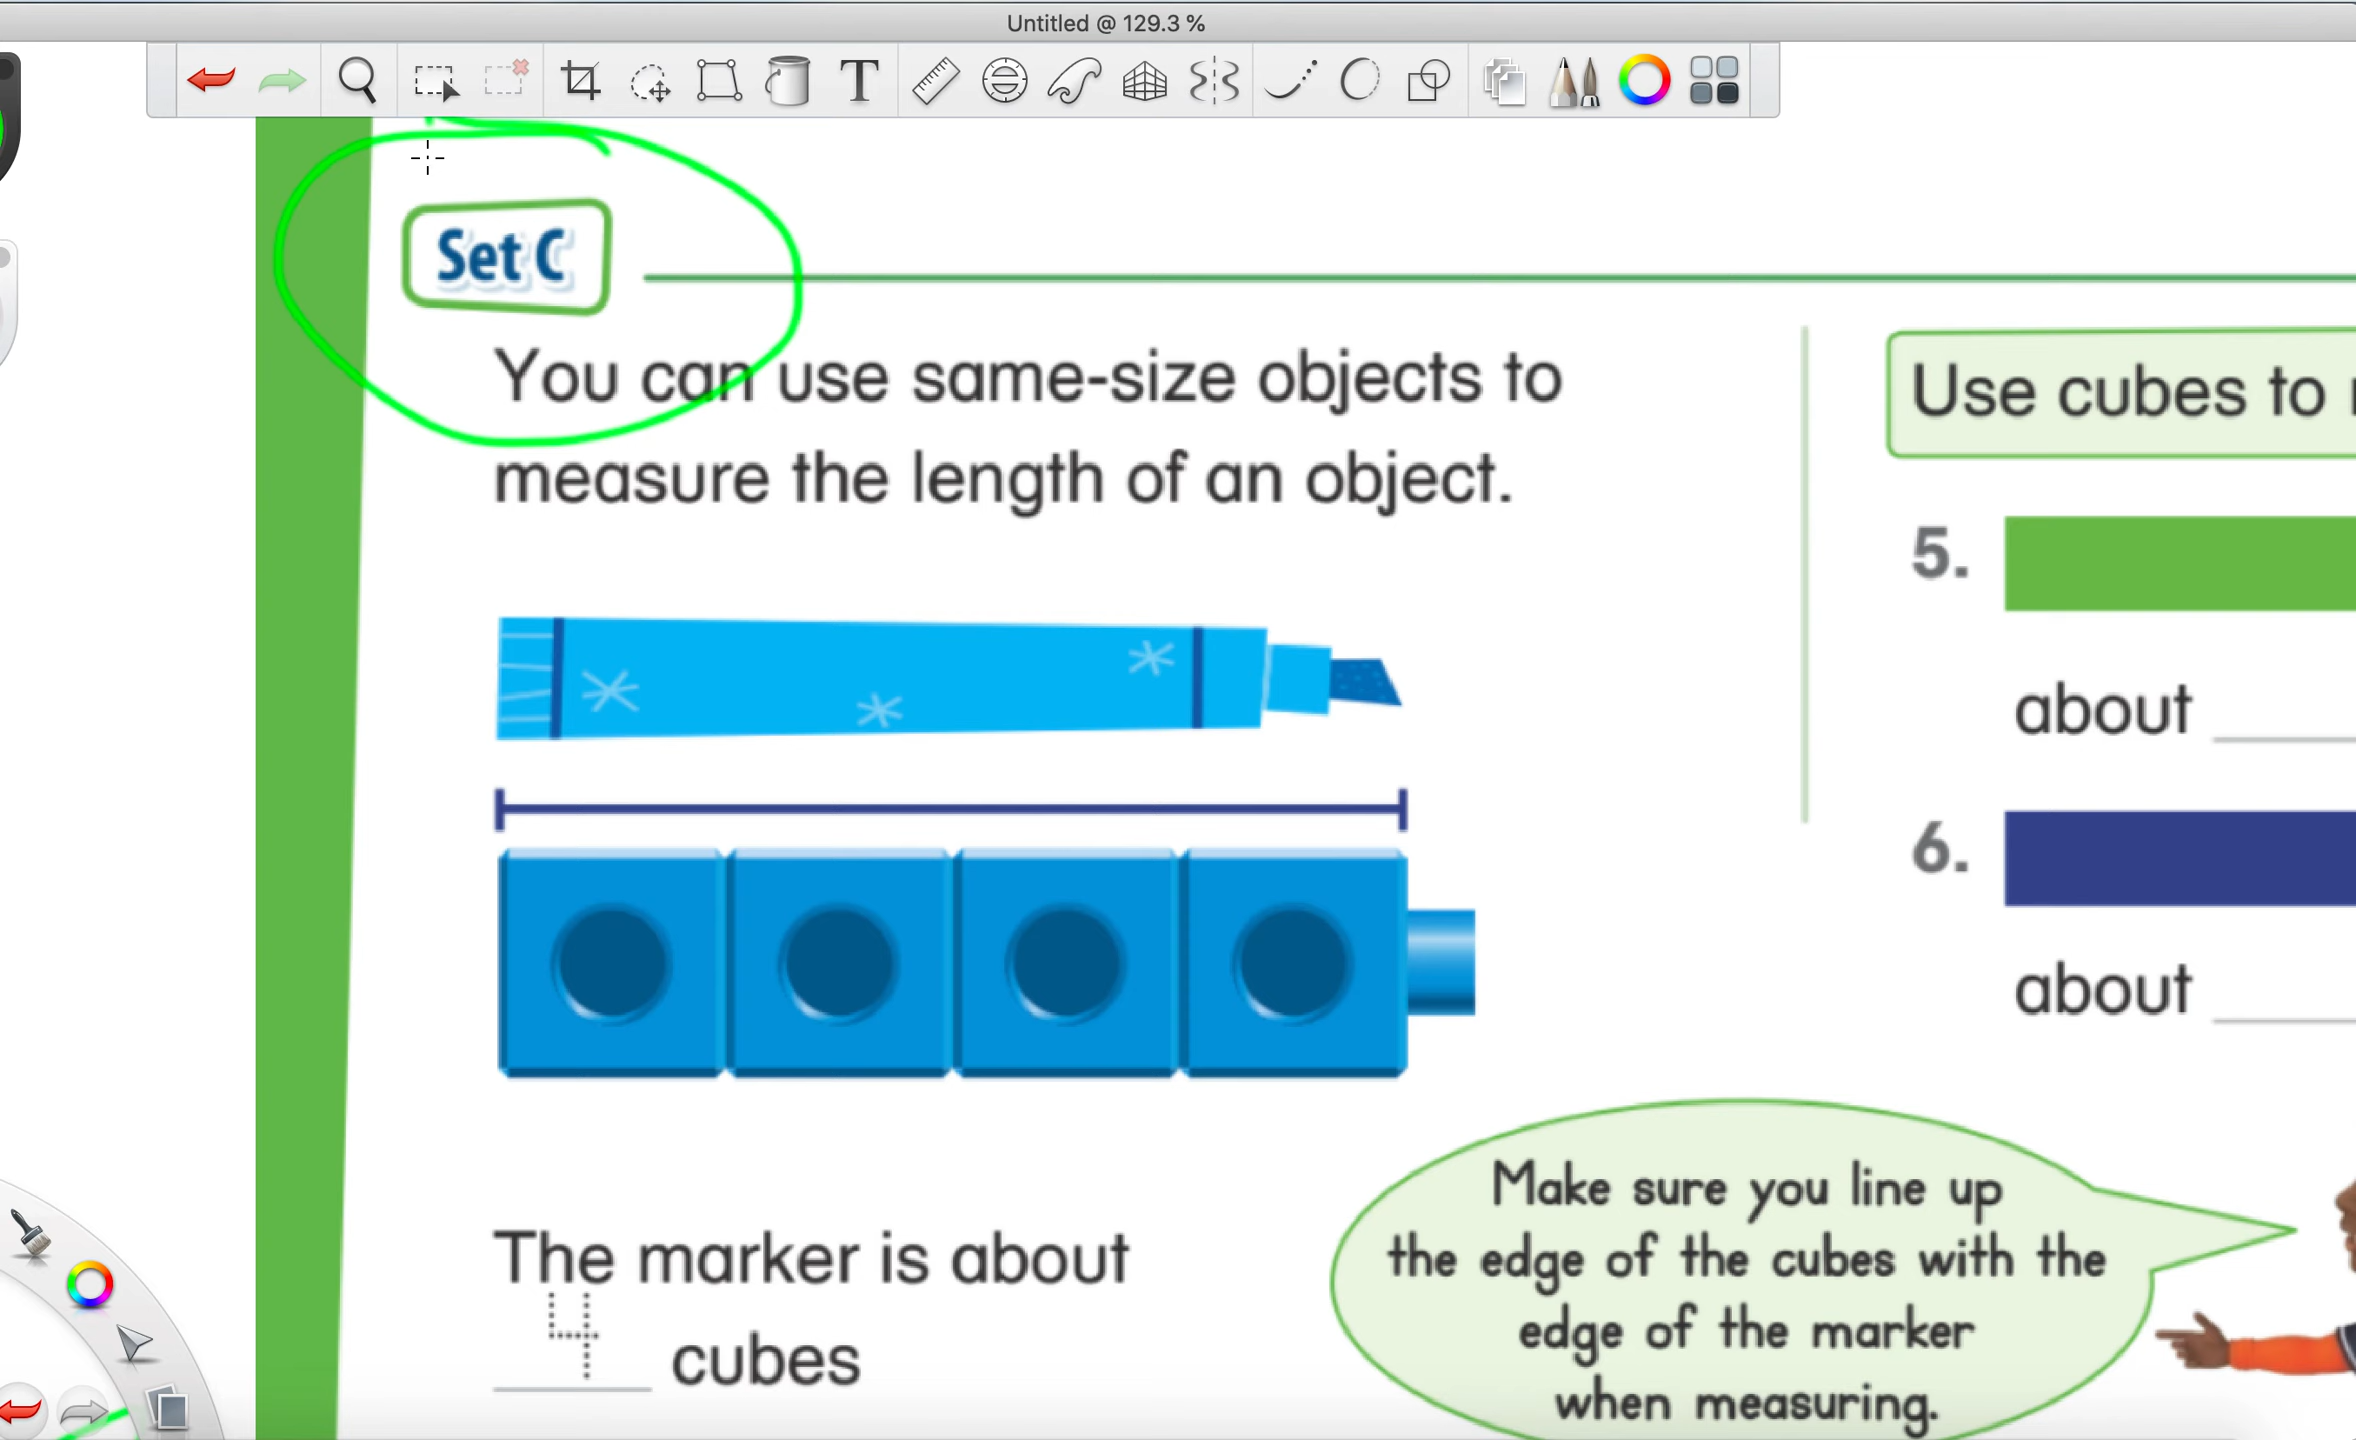 Untitled @ 129.3 %
T
Set C
You can use same-size objects to
measure the length of an object.
The marker is about
4 cubes
Use cubes to
5.
about
6.
about
Make sure you line up
the edge of the cubes with the
edge of the marker
when measuring.